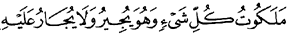 مَلَكُوتُ كُلِّ شَيْءٍ وَهُوَ يُجِيرُ وَلَا يُجَارُ عَلَيْهِ